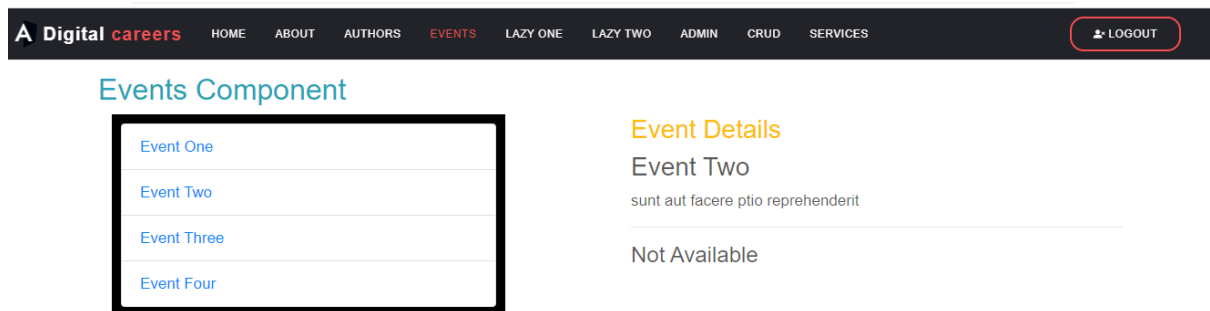 A Digital careers HOME ABOUT AUTHORS EVENTS LAZY ONE LAZY TWO ADMIN CRUD SERVICES LOGOUT
Events Component
Event One
Event Two
Event Three
Event Four
Event Details
Event Two
sunt aut facere ptio reprehenderit
Not Available